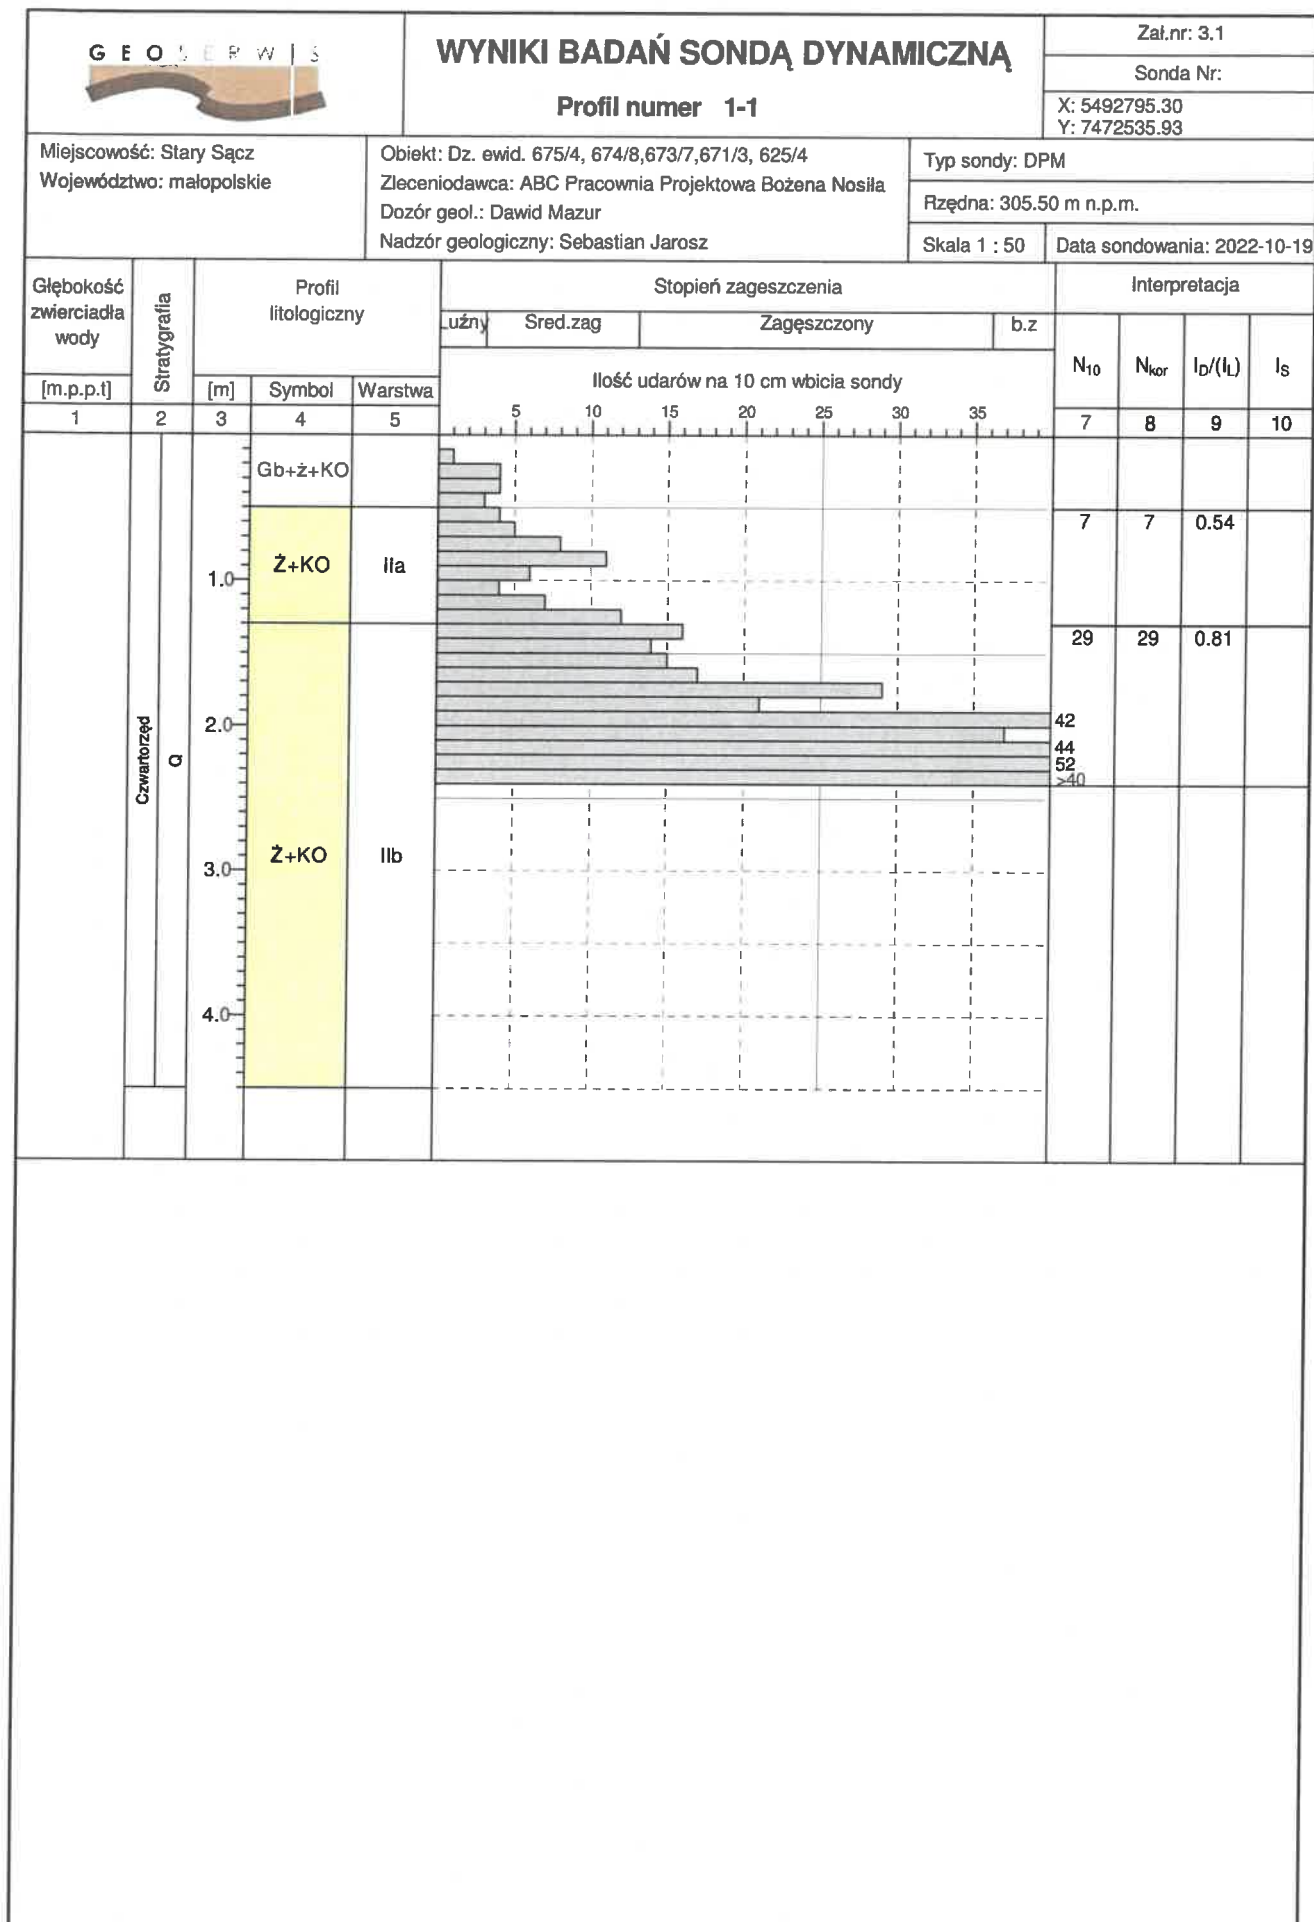 GEOSERWIS
WYNIKI BADAŃ SONDĄ DYNAMICZNĄ
Profil numer 1-1
Zał.nr: 3.1
Sonda Nr:
X: 5492795.30
Y: 7472535.93
Miejscowość: Stary Sącz
Województwo: małopolskie
Obiekt: Dz. ewid. 675/4, 674/8,673/7,671/3, 625/4
Zleceniodawca: ABC Pracownia Projektowa Bożena Nosiła
Dozór geol.: Dawid Mazur
Nadzór geologiczny: Sebastian Jarosz
Typ sondy: DPM
Rzędna: 305.50 m n.p.m.
Skala 1 : 50
Data sondowania: 2022-10-19
Głębokość
zwierciadła
wody
[m.p.p.t]
Stratygrafia
Profil
litologiczny
[m]
Symbol
Warstwa
Stopień zageszczenia
uźny
Sred.zag
Zagęszczony
b.z
Ilość udarów na 10 cm wbicia sondy
Interpretacja
N10
Nkor
ID/(IL)
IS
1
2
3
4
5
5
10
15
20
25
30
35
7
8
9
10
Gb+ż+KO
Ż+KO
IIa
7
7
0.54
1.0
29
29
0.81
2.0
42
44
52
>40
Czwartorzęd
Q
Ż+KO
IIb
3.0
4.0